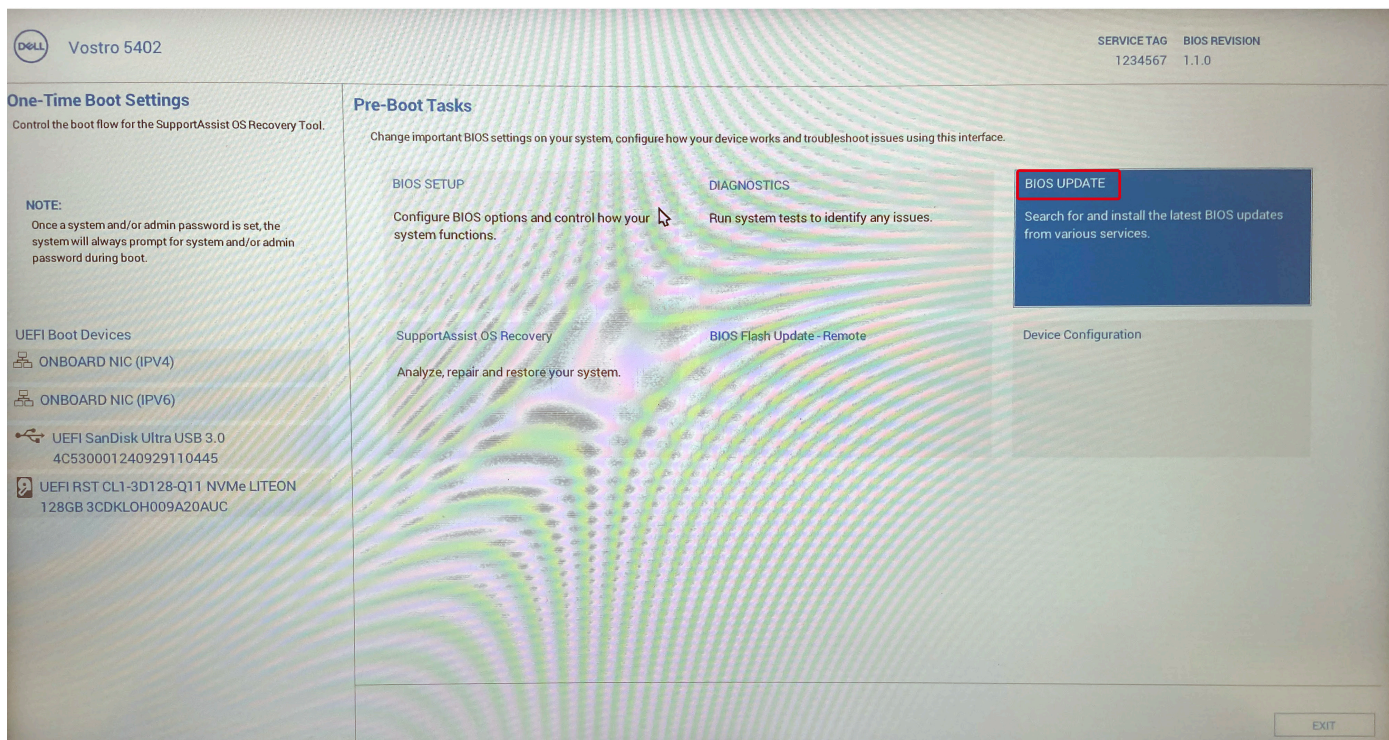 DELL
Vostro 5402
SERVICE TAG BIOS REVISION
1234567 1.1.0
One-Time Boot Settings
Control the boot flow for the SupportAssist OS Recovery Tool.
NOTE:
Once a system and/or admin password is set, the
system will always prompt for system and/or admin
password during boot.
UEFI Boot Devices
ONBOARD NIC (IPV4)
ONBOARD NIC (IPV6)
UEFI SanDisk Ultra USB 3.0
4C530001240929110445
UEFI RST CL1-3D128-Q11 NVMe LITEON
128GB 3CDKLOH009A20AUC
Pre-Boot Tasks
Change important BIOS settings on your system, configure how your device works and troubleshoot issues using this interface.
BIOS SETUP
Configure BIOS options and control how your
system functions.
DIAGNOSTICS
Run system tests to identify any issues.
BIOS UPDATE
Search for and install the latest BIOS updates
from various services.
SupportAssist OS Recovery
Analyze, repair and restore your system.
BIOS Flash Update - Remote
Device Configuration
EXIT